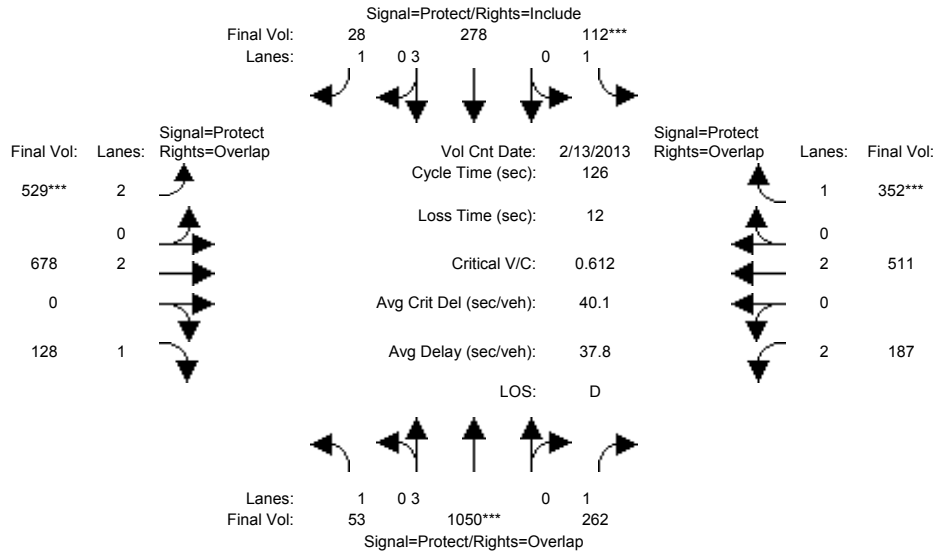 Signal=Protect/Rights=Include
Final Vol: 28 278 112***
Lanes: 1 0 3 0 1
Signal=Protect Signal=Protect
Final Vol: Lanes: Rights=Overlap Vol Cnt Date: 2/13/2013 Rights=Overlap Lanes: Final Vol:
Cycle Time (sec): 126
529*** 2 1 352***
Loss Time (sec): 12
0 0
678 2 Critical V/C: 0.612 2 511
0 Avg Crit Del (sec/veh): 40.1 0
128 1 Avg Delay (sec/veh): 37.8 2 187
LOS: D
Lanes: 1 0 3 0 1
Final Vol: 53 1050*** 262
Signal=Protect/Rights=Overlap